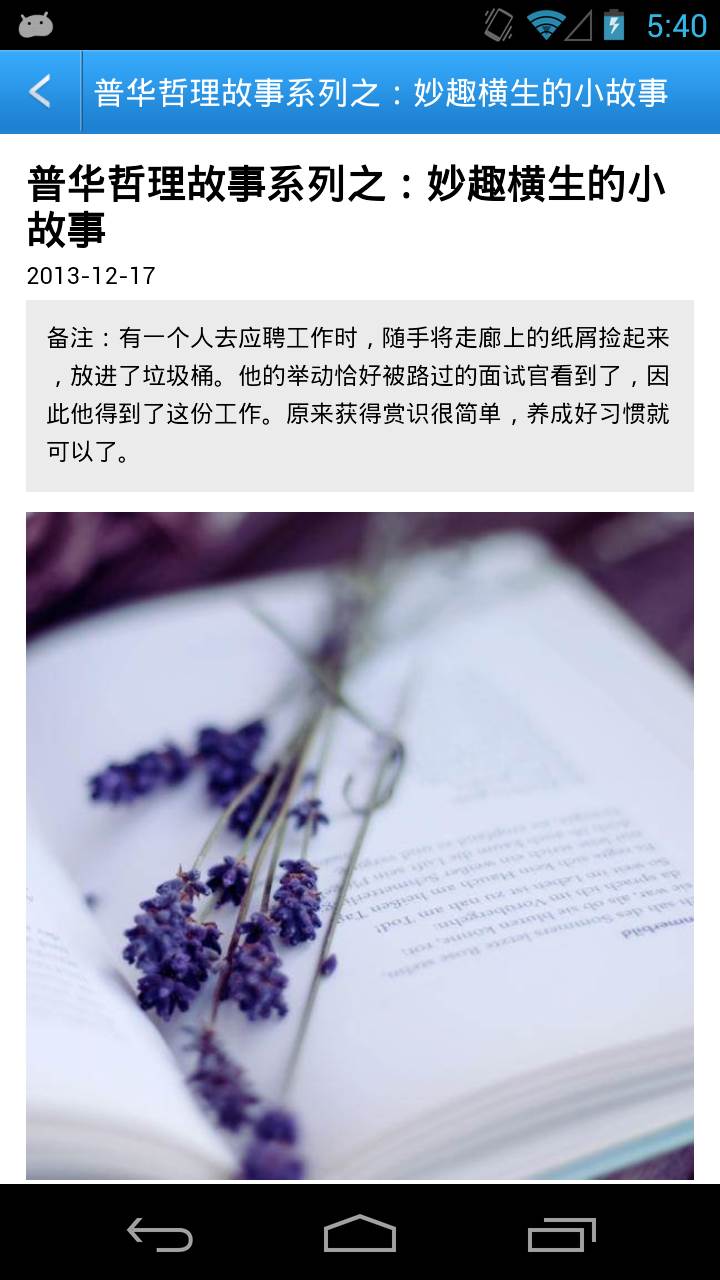 5:40
普华哲理故事系列之：妙趣横生的小故事
普华哲理故事系列之：妙趣横生的小
故事
2013-12-17
备注：有一个人去应聘工作时，随手将走廊上的纸屑捡起来
，放进了垃圾桶。他的举动恰好被路过的面试官看到了，因
此他得到了这份工作。原来获得赏识很简单，养成好习惯就
可以了。